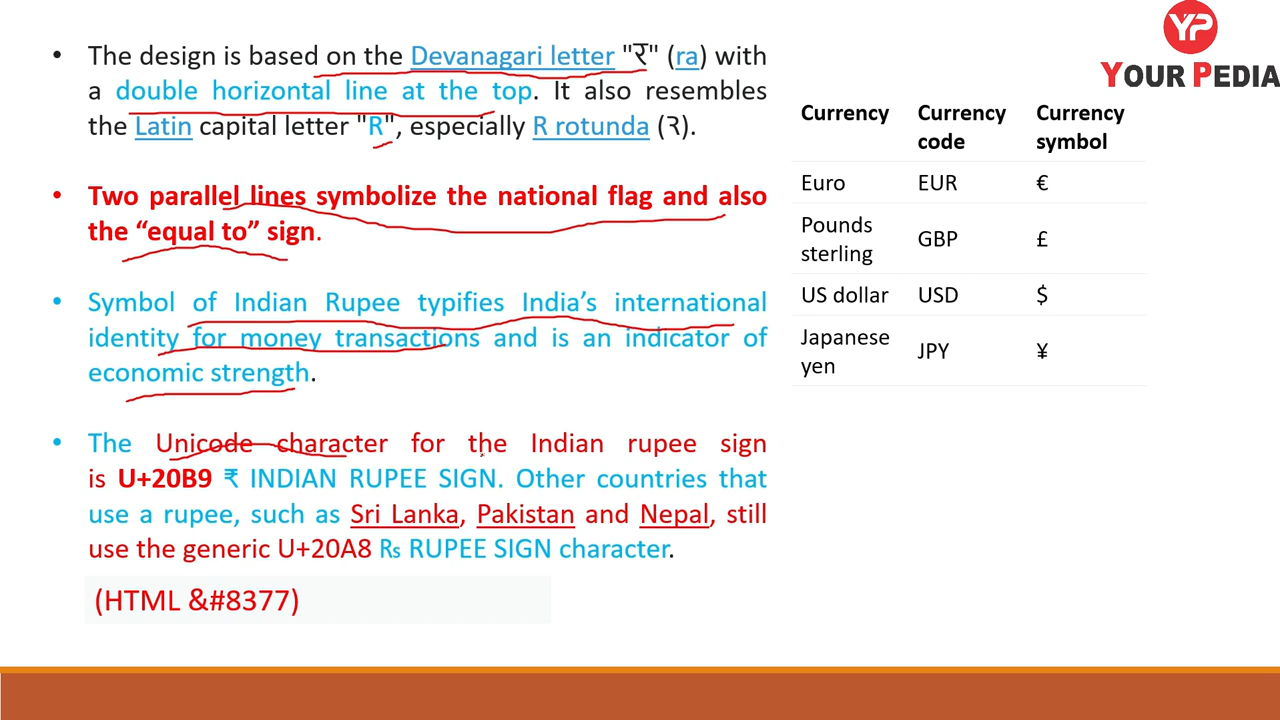 • The design is based on the Devanagari letter "र" (ra) with
a double horizontal line at the top. It also resembles
the Latin capital letter "R", especially R rotunda (Ꝛ).
• Two parallel lines symbolize the national flag and also
the “equal to” sign.
• Symbol of Indian Rupee typifies India’s international
identity for money transactions and is an indicator of
economic strength.
• The Unicode character for the Indian rupee sign
is U+20B9 ₹ INDIAN RUPEE SIGN. Other countries that
use a rupee, such as Sri Lanka, Pakistan and Nepal, still
use the generic U+20A8 ₨ RUPEE SIGN character.
(HTML &#8377)
YP
YOUR PEDIA
Currency Currency Currency
code symbol
Euro EUR €
Pounds
sterling GBP £
US dollar USD $
Japanese
yen JPY ¥